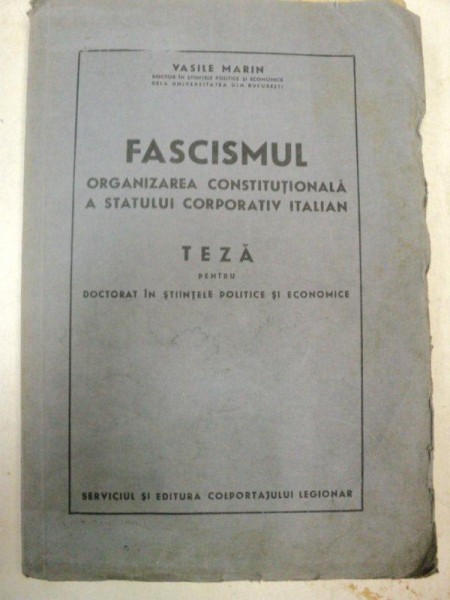 VASILE MARIN
DOCTOR ÎN ȘTIINȚELE POLITICE ȘI ECONOMICE
DELA UNIVERSITATEA DIN BUCUREȘTI
FASCISMUL
ORGANIZAREA CONSTITUȚIONALĂ
A STATULUI CORPORATIV ITALIAN
TEZĂ
PENTRU
DOCTORAT ÎN ȘTIINȚELE POLITICE ȘI ECONOMICE
SERVICIUL ȘI EDITURA COLPORTAJULUI LEGIONAR